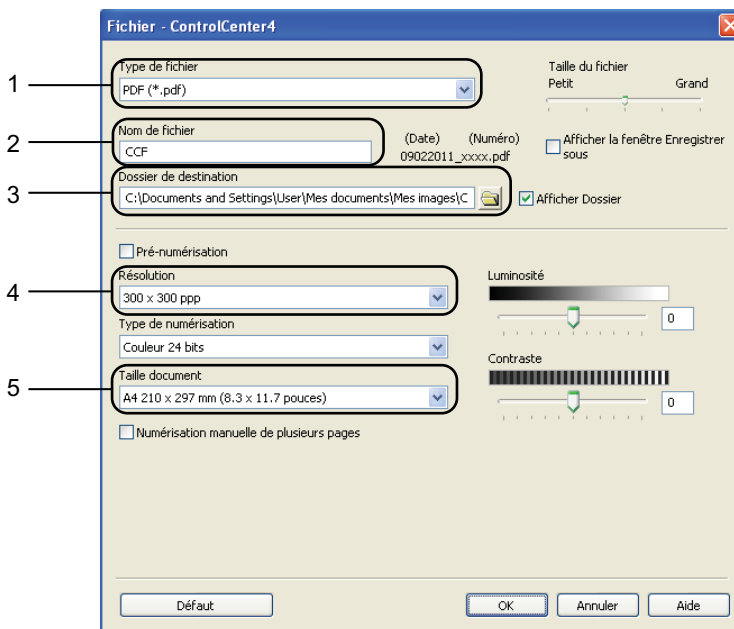 Fichier - ControlCenter4
1
Type de fichier
PDF (*.pdf)
Taille du fichier
Petit
Grand
2
Nom de fichier
CCF
(Date)
(Numéro)
09022011_xxxx.pdf
Afficher la fenêtre Enregistrer
sous
3
Dossier de destination
C:\Documents and Settings\User\Mes documents\Mes images\C
Afficher Dossier
Pré-numérisation
4
Résolution
300 x 300 ppp
Luminosité
0
Type de numérisation
Couleur 24 bits
5
Taille document
A4 210 x 297 mm (8.3 x 11.7 pouces)
Contraste
0
Numérisation manuelle de plusieurs pages
Défaut
OK
Annuler
Aide